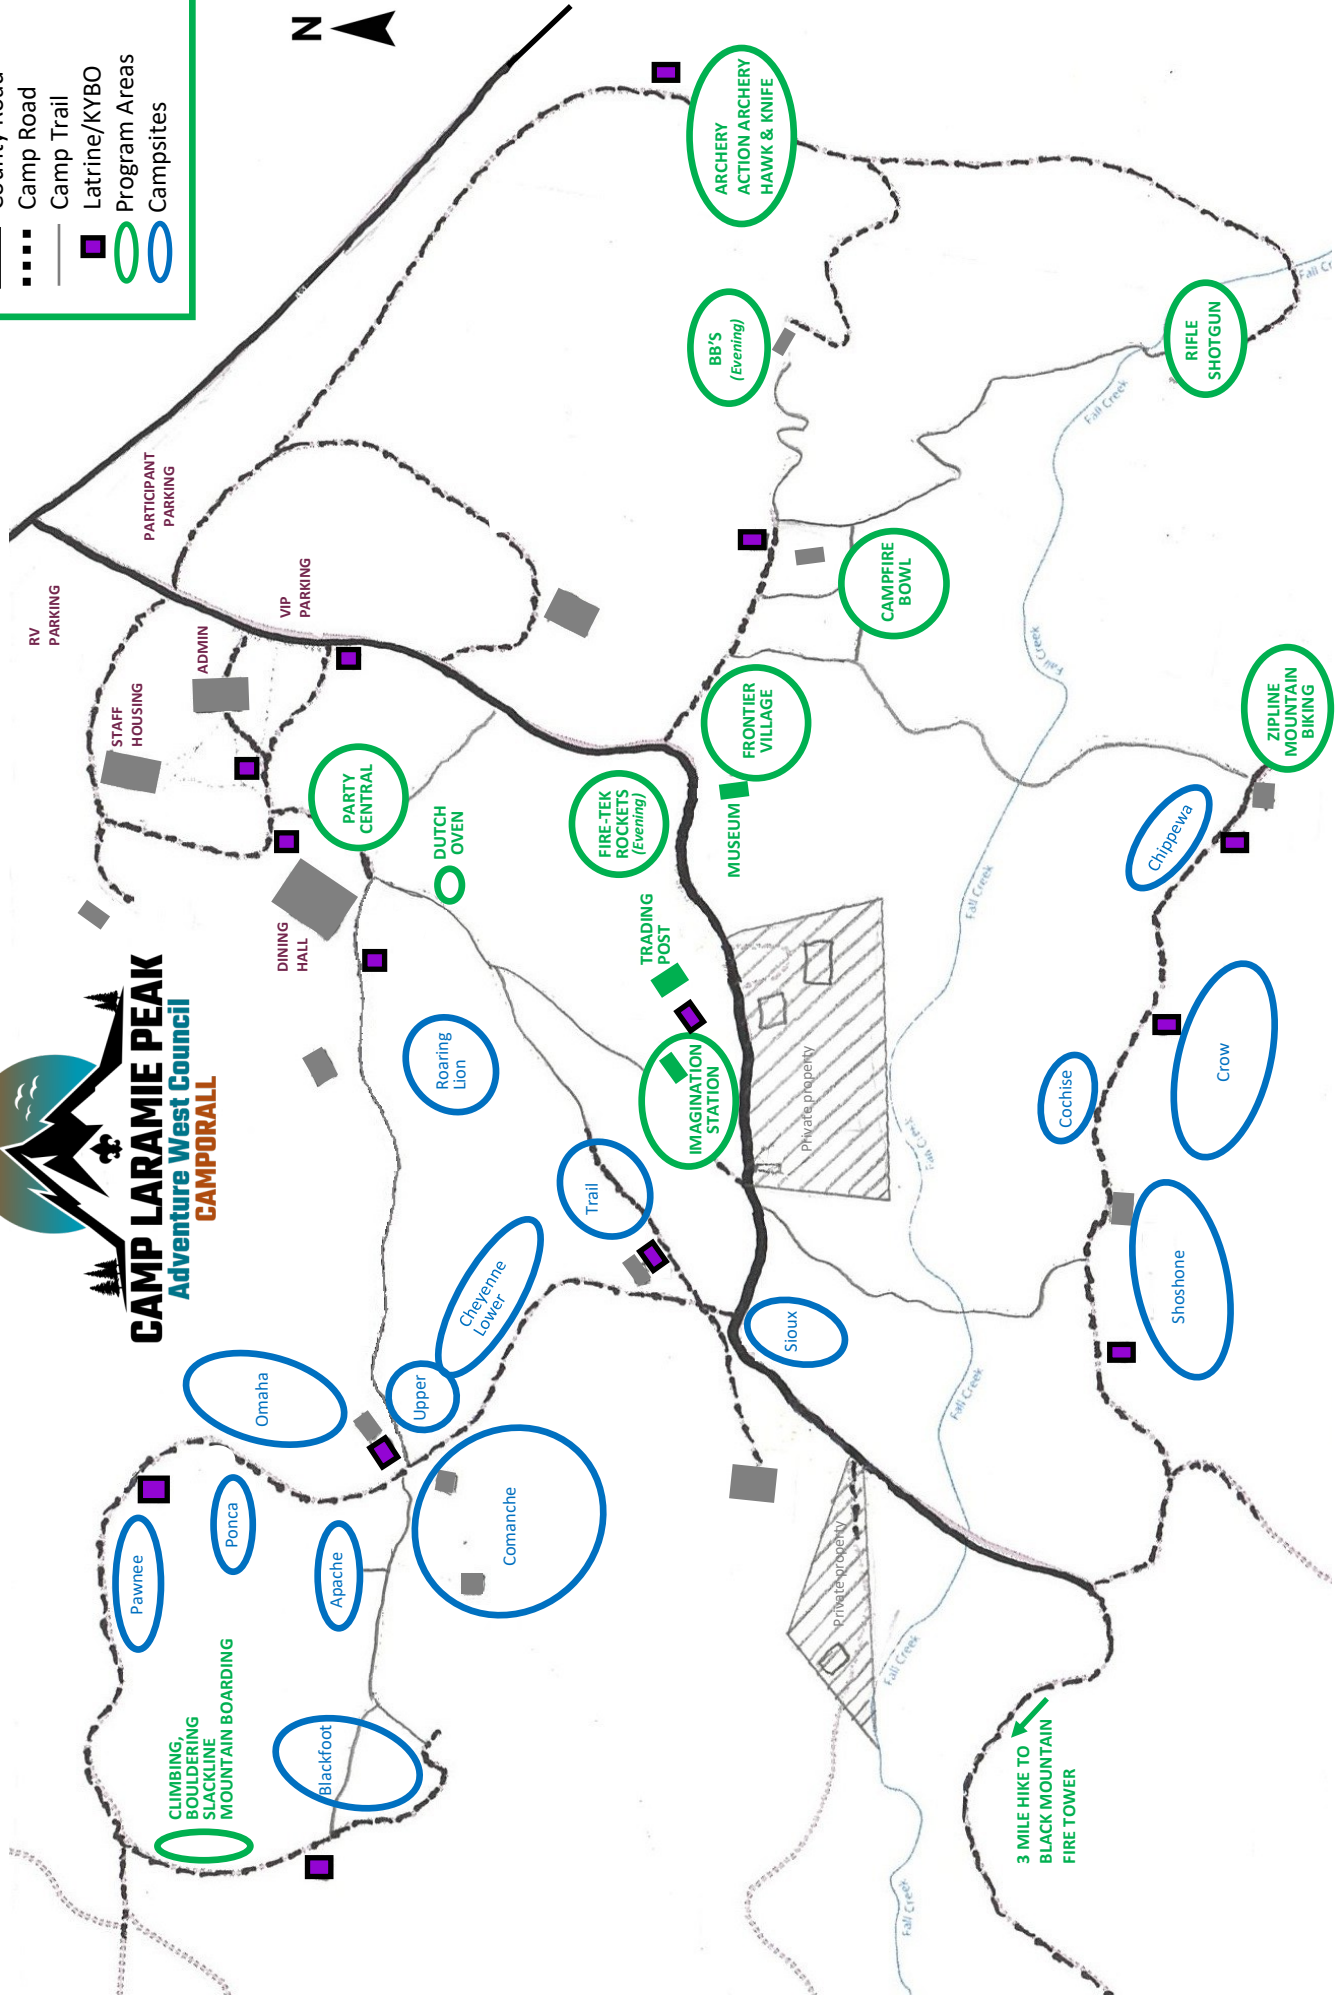 County Road
Camp Road
Camp Trail
Latrine/KYBO
Program Areas
Campsites
N
CAMP LARAMIE PEAK
Adventure West Council
CAMPORALL
RV
PARKING
PARTICIPANT
PARKING
STAFF
HOUSING
ADMIN
VIP
PARKING
DINING
HALL
PARTY
CENTRAL
DUTCH
OVEN
ARCHERY
ACTION ARCHERY
HAWK & KNIFE
BB'S
(Evening)
RIFLE
SHOTGUN
CAMPFIRE
BOWL
FRONTIER
VILLAGE
MUSEUM
FIRE-TEK
ROCKETS
(Evening)
TRADING
POST
IMAGINATION
STATION
ZIPLINE
MOUNTAIN
BIKING
CLIMBING,
BOULDERING
SLACKLINE
MOUNTAIN BOARDING
3 MILE HIKE TO
BLACK MOUNTAIN
FIRE TOWER
Pawnee
Ponca
Omaha
Apache
Blackfoot
Comanche
Upper
Cheyenne
Lower
Roaring
Lion
Trail
Sioux
Chippewa
Crow
Cochise
Shoshone
Private property
Private property
Fall Creek
Fall Creek
Fall Creek
Fall Creek
Fall Creek
Fall Creek
Fall Creek
Fall
Fall Cr